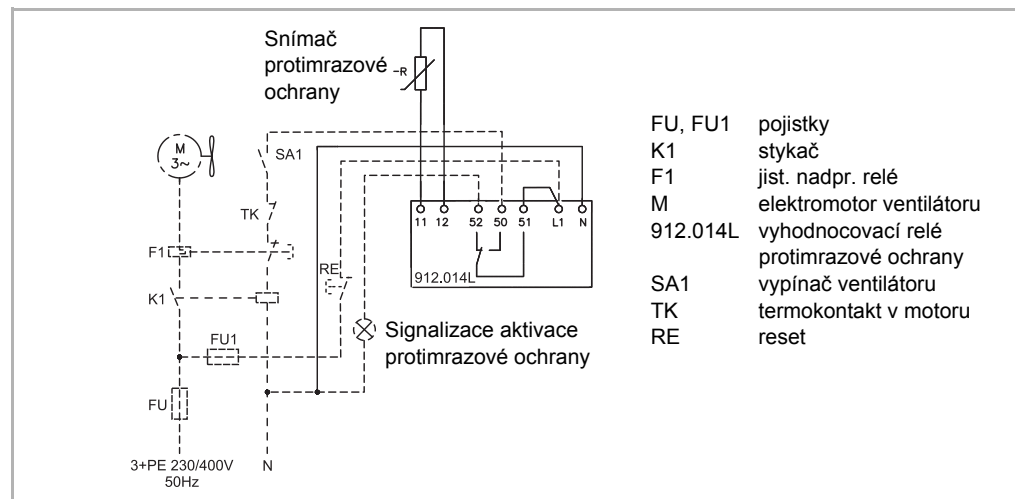 Snímač
protimrazové
ochrany
-R
M
3~
SA1
TK
11 12 52 50 51 L1 N
F1
RE
912.014L
K1
Signalizace aktivace
protimrazové ochrany
FU1
FU
3+PE 230/400V
50Hz
N
FU, FU1 pojistky
K1 stykač
F1 jist. nadpr. relé
M elektromotor ventilátoru
912.014L vyhodnocovací relé
protimrazové ochrany
SA1 vypínač ventilátoru
TK termokontakt v motoru
RE reset